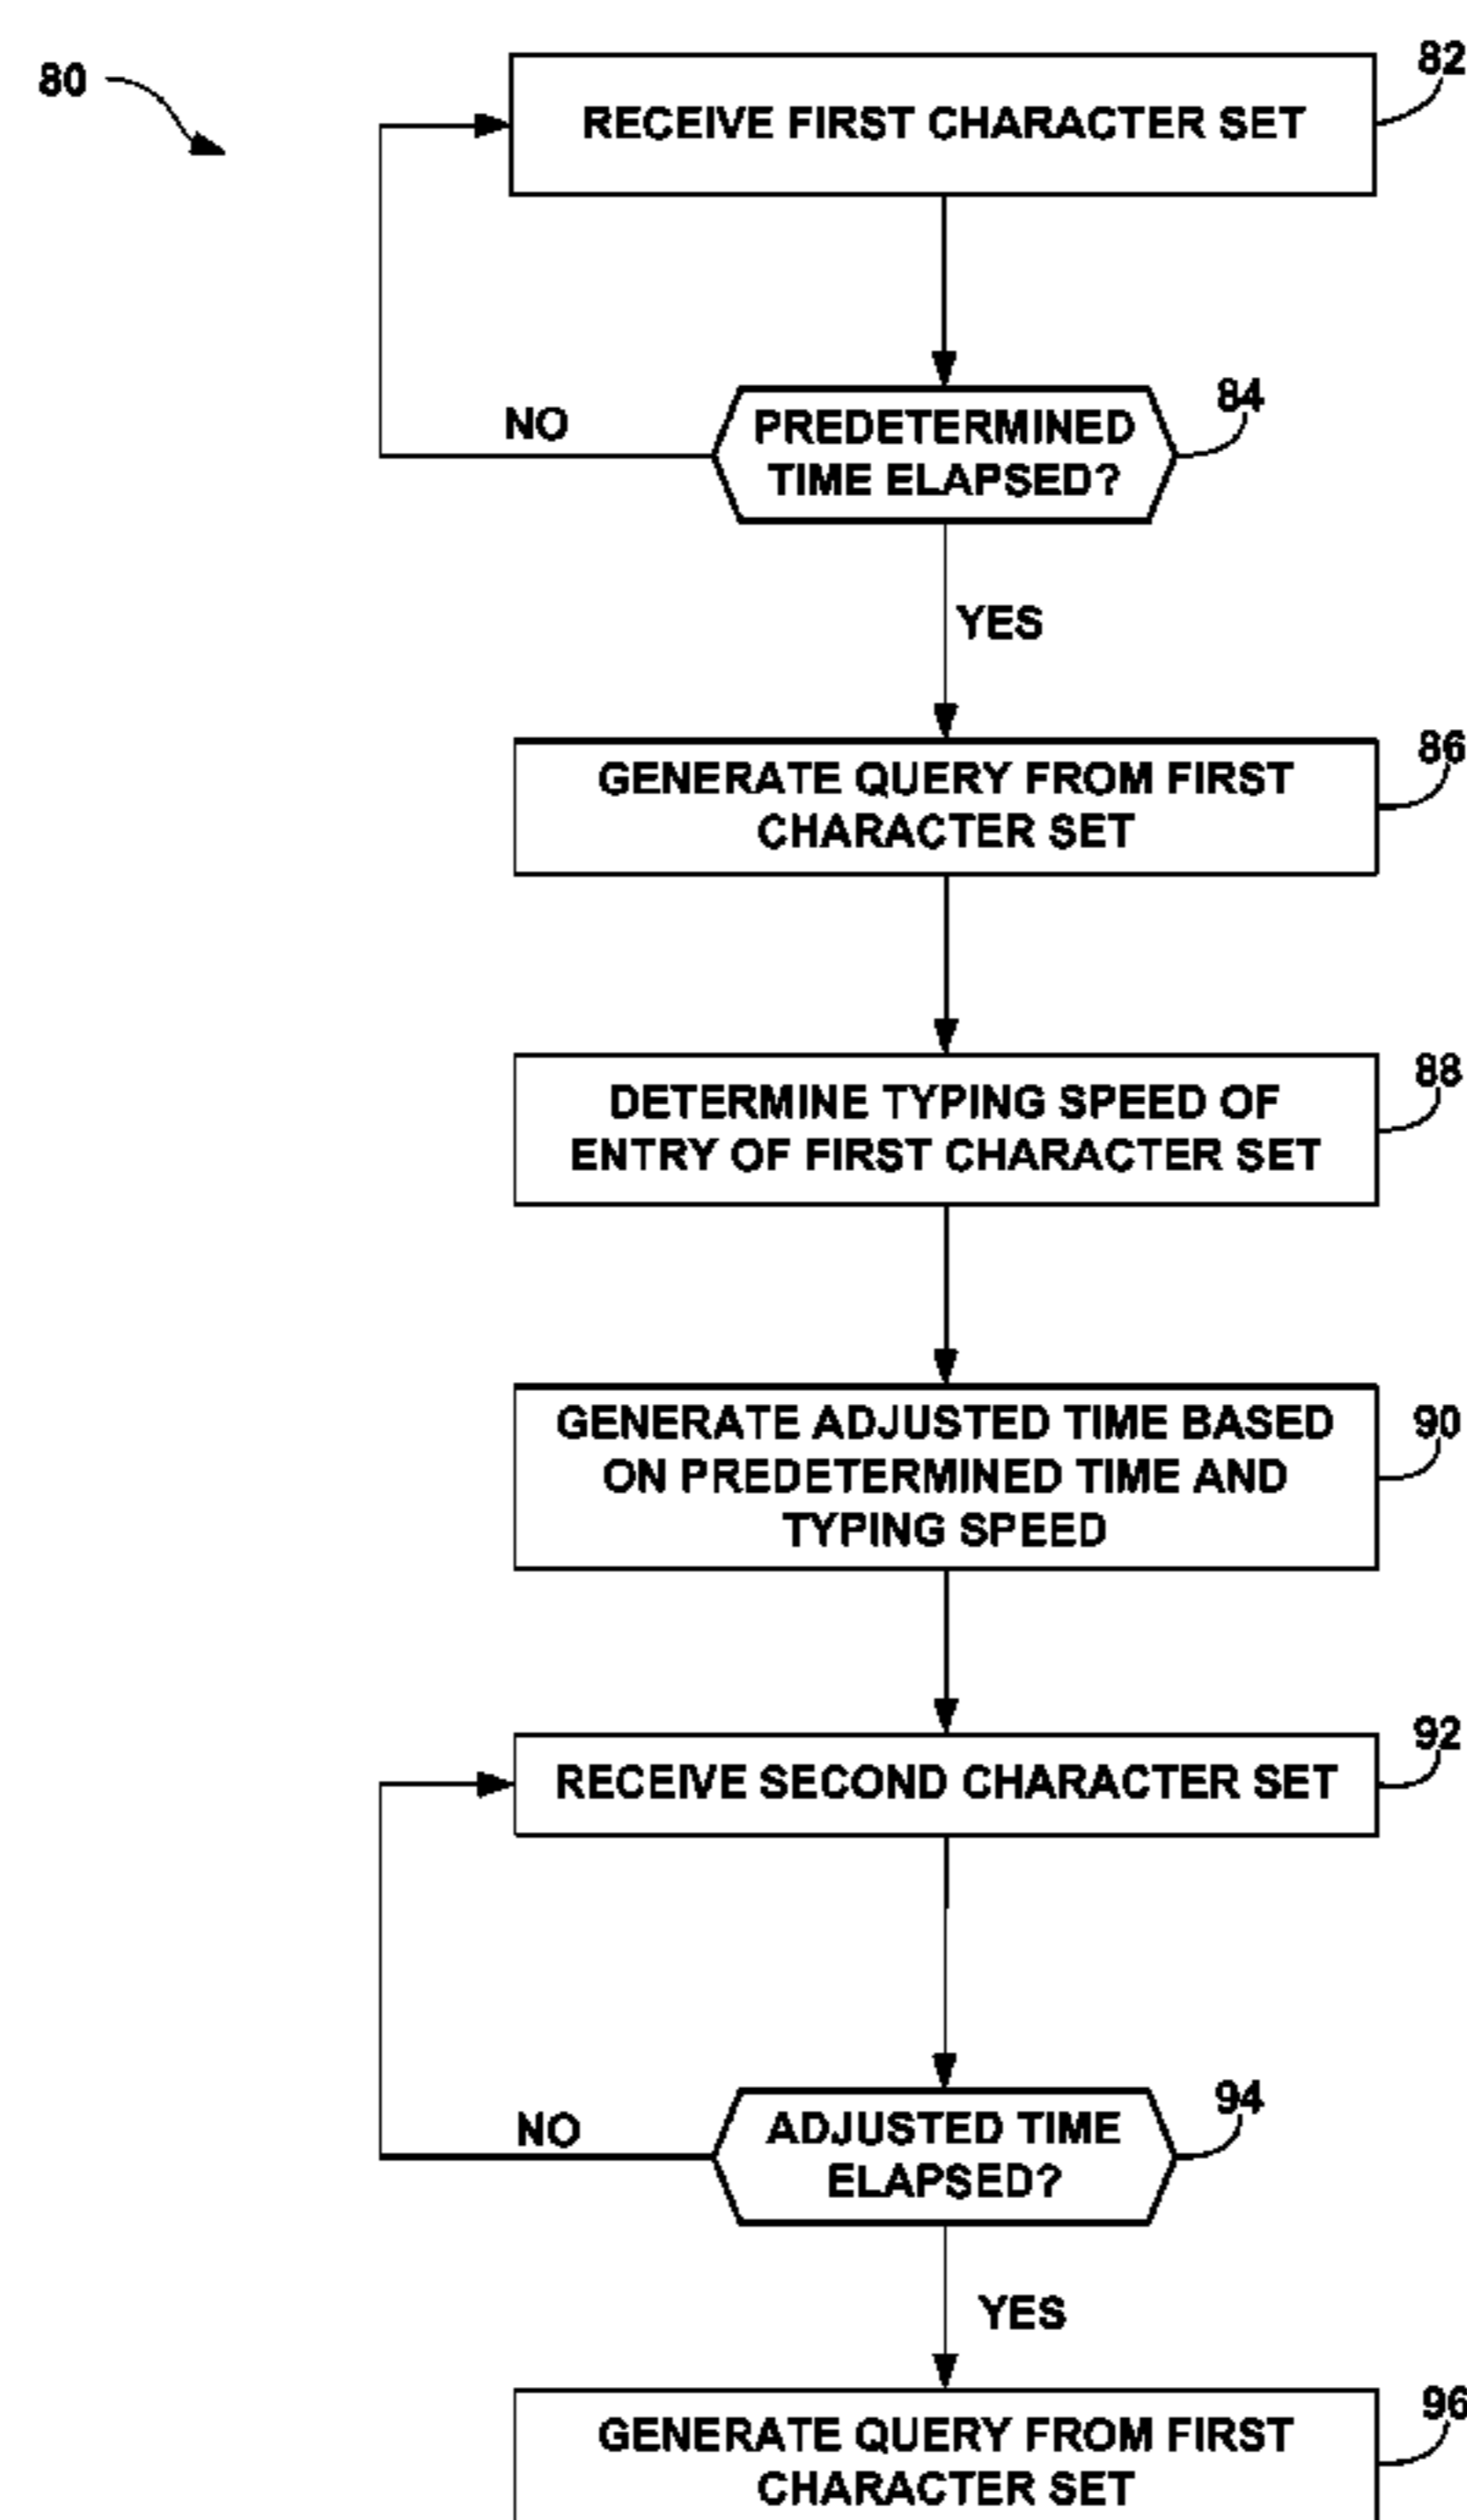 80
82
RECEIVE FIRST CHARACTER SET
84
PREDETERMINED
TIME ELAPSED?
NO
YES
86
GENERATE QUERY FROM FIRST
CHARACTER SET
88
DETERMINE TYPING SPEED OF
ENTRY OF FIRST CHARACTER SET
90
GENERATE ADJUSTED TIME BASED
ON PREDETERMINED TIME AND
TYPING SPEED
92
RECEIVE SECOND CHARACTER SET
94
ADJUSTED TIME
ELAPSED?
NO
YES
96
GENERATE QUERY FROM FIRST
CHARACTER SET